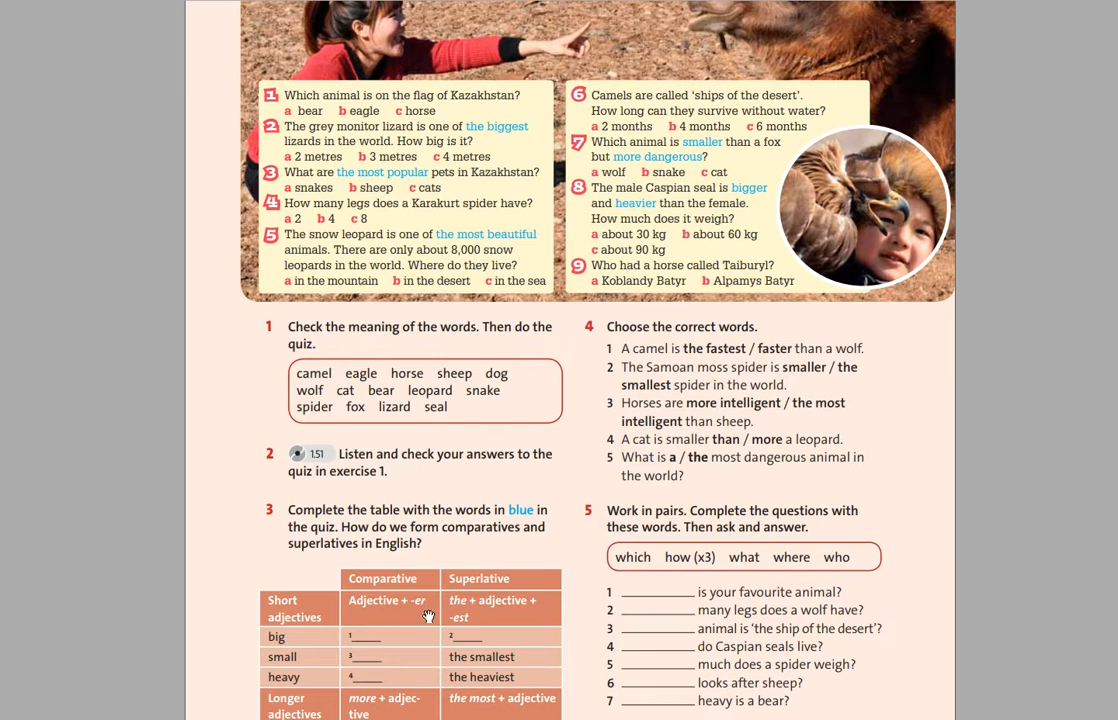 1 Which animal is on the flag of Kazakhstan?
a bear b eagle c horse
2 The grey monitor lizard is one of the biggest
lizards in the world. How big is it?
a 2 metres b 3 metres c 4 metres
3 What are the most popular pets in Kazakhstan?
a snakes b sheep c cats
4 How many legs does a Karakurt spider have?
a 2 b 4 c 8
5 The snow leopard is one of the most beautiful
animals. There are only about 8,000 snow
leopards in the world. Where do they live?
a in the mountain b in the desert c in the sea
6 Camels are called ‘ships of the desert’.
How long can they survive without water?
a 2 months b 4 months c 6 months
7 Which animal is smaller than a fox
but more dangerous?
a wolf b snake c cat
8 The male Caspian seal is bigger
and heavier than the female.
How much does it weigh?
a about 30 kg b about 60 kg
c about 90 kg
9 Who had a horse called Taiburyl?
a Koblandy Batyr b Alpamys Batyr
1 Check the meaning of the words. Then do the
quiz.
camel eagle horse sheep dog
wolf cat bear leopard snake
spider fox lizard seal
2 1.51 Listen and check your answers to the
quiz in exercise 1.
3 Complete the table with the words in blue in
the quiz. How do we form comparatives and
superlatives in English?
Comparative Superlative
Short adjectives Adjective + -er the + adjective + -est
big 1_____ 2_____
small 3_____ the smallest
heavy 4_____ the heaviest
Longer adjectives more + adjec-tive the most + adjective
4 Choose the correct words.
1 A camel is the fastest / faster than a wolf.
2 The Samoan moss spider is smaller / the
smallest spider in the world.
3 Horses are more intelligent / the most
intelligent than sheep.
4 A cat is smaller than / more a leopard.
5 What is a / the most dangerous animal in
the world?
5 Work in pairs. Complete the questions with
these words. Then ask and answer.
which how (x3) what where who
1 __________ is your favourite animal?
2 __________ many legs does a wolf have?
3 __________ animal is ‘the ship of the desert’?
4 __________ do Caspian seals live?
5 __________ much does a spider weigh?
6 __________ looks after sheep?
7 __________ heavy is a bear?